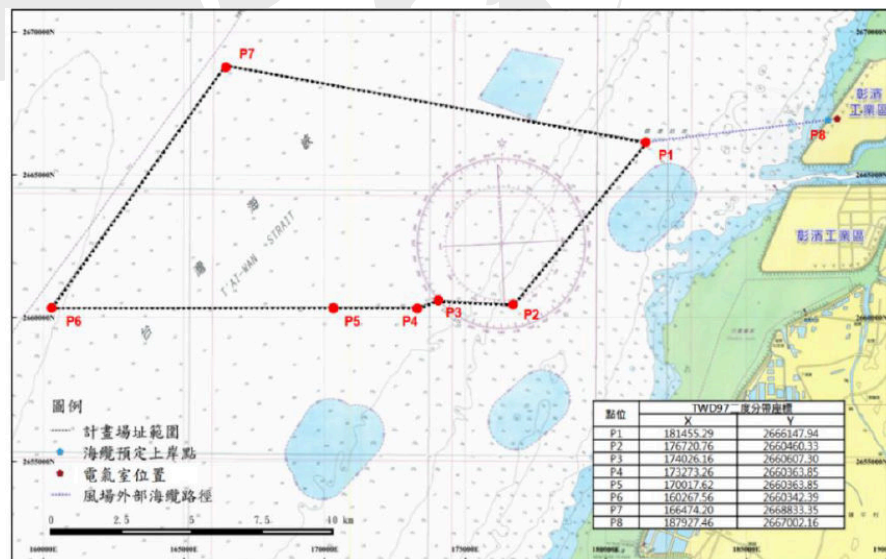 2670000N
P7
彰濱
工業區
P8
P1
2665000N
彰濱工業區
T'AI-WAN STRAIT
灣
峽
2660000N
P6
P5
P4
P3
P2
圖例
計畫場址範圍
海纜預定上岸點
電氣室位置
風場外部海纜路徑
2655000N
點位 TWD97二度分帶座標
X Y
P1 181455.29 2666147.94
P2 176720.76 2660460.33
P3 174026.16 2660607.30
P4 173273.26 2660363.85
P5 170017.62 2660363.85
P6 160267.56 2660342.39
P7 166474.20 2668833.35
P8 187927.46 2667002.16
0 2.5 5 7.5 10 km
160000E 165000E 170000E 175000E 180000E 185000E